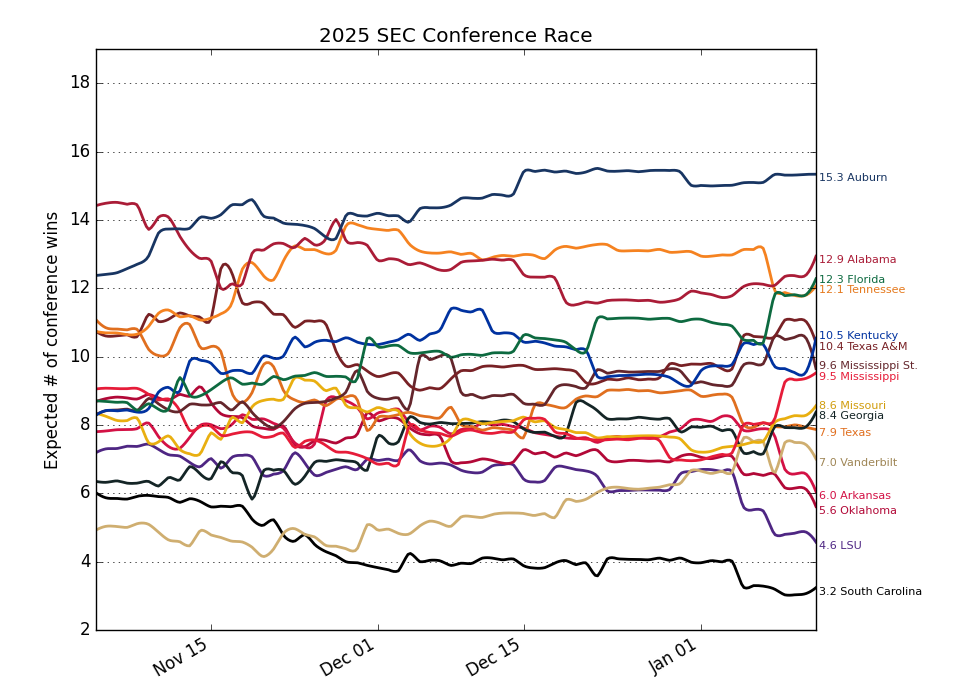 2025 SEC Conference Race
Expected # of conference wins
18
16
14
12
10
8
6
4
2
Nov 15
Dec 01
Dec 15
Jan 01
15.3 Auburn
12.9 Alabama
12.3 Florida
12.1 Tennessee
10.5 Kentucky
10.4 Texas A&M
9.6 Mississippi St.
9.5 Mississippi
8.6 Missouri
8.4 Georgia
7.9 Texas
7.0 Vanderbilt
6.0 Arkansas
5.6 Oklahoma
4.6 LSU
3.2 South Carolina